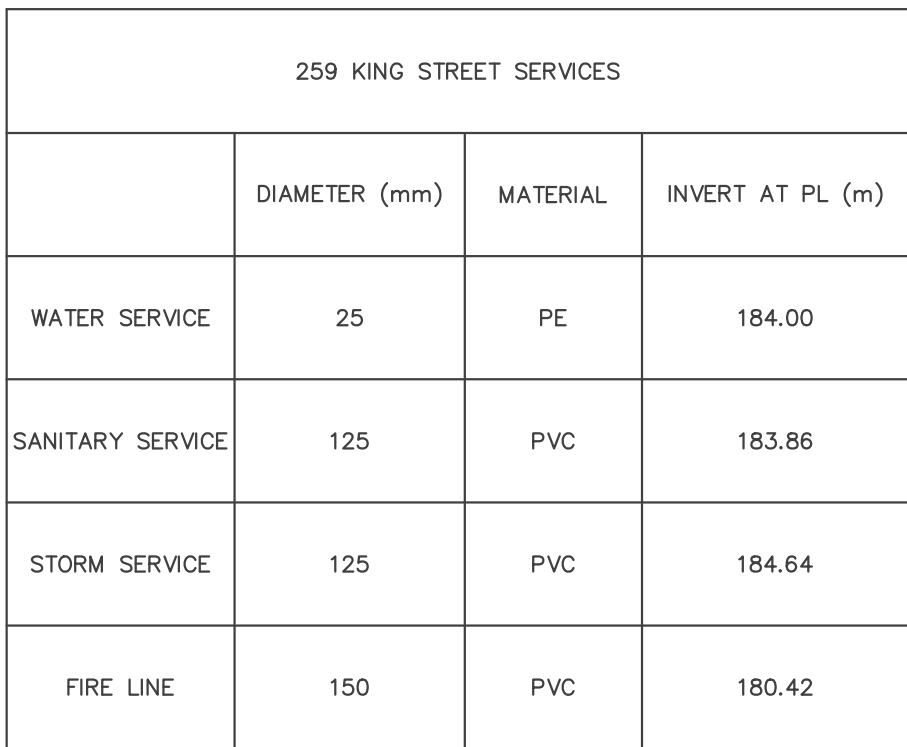 259 KING STREET SERVICES
DIAMETER (mm) MATERIAL INVERT AT PL (m)
WATER SERVICE 25 PE 184.00
SANITARY SERVICE 125 PVC 183.86
STORM SERVICE 125 PVC 184.64
FIRE LINE 150 PVC 180.42